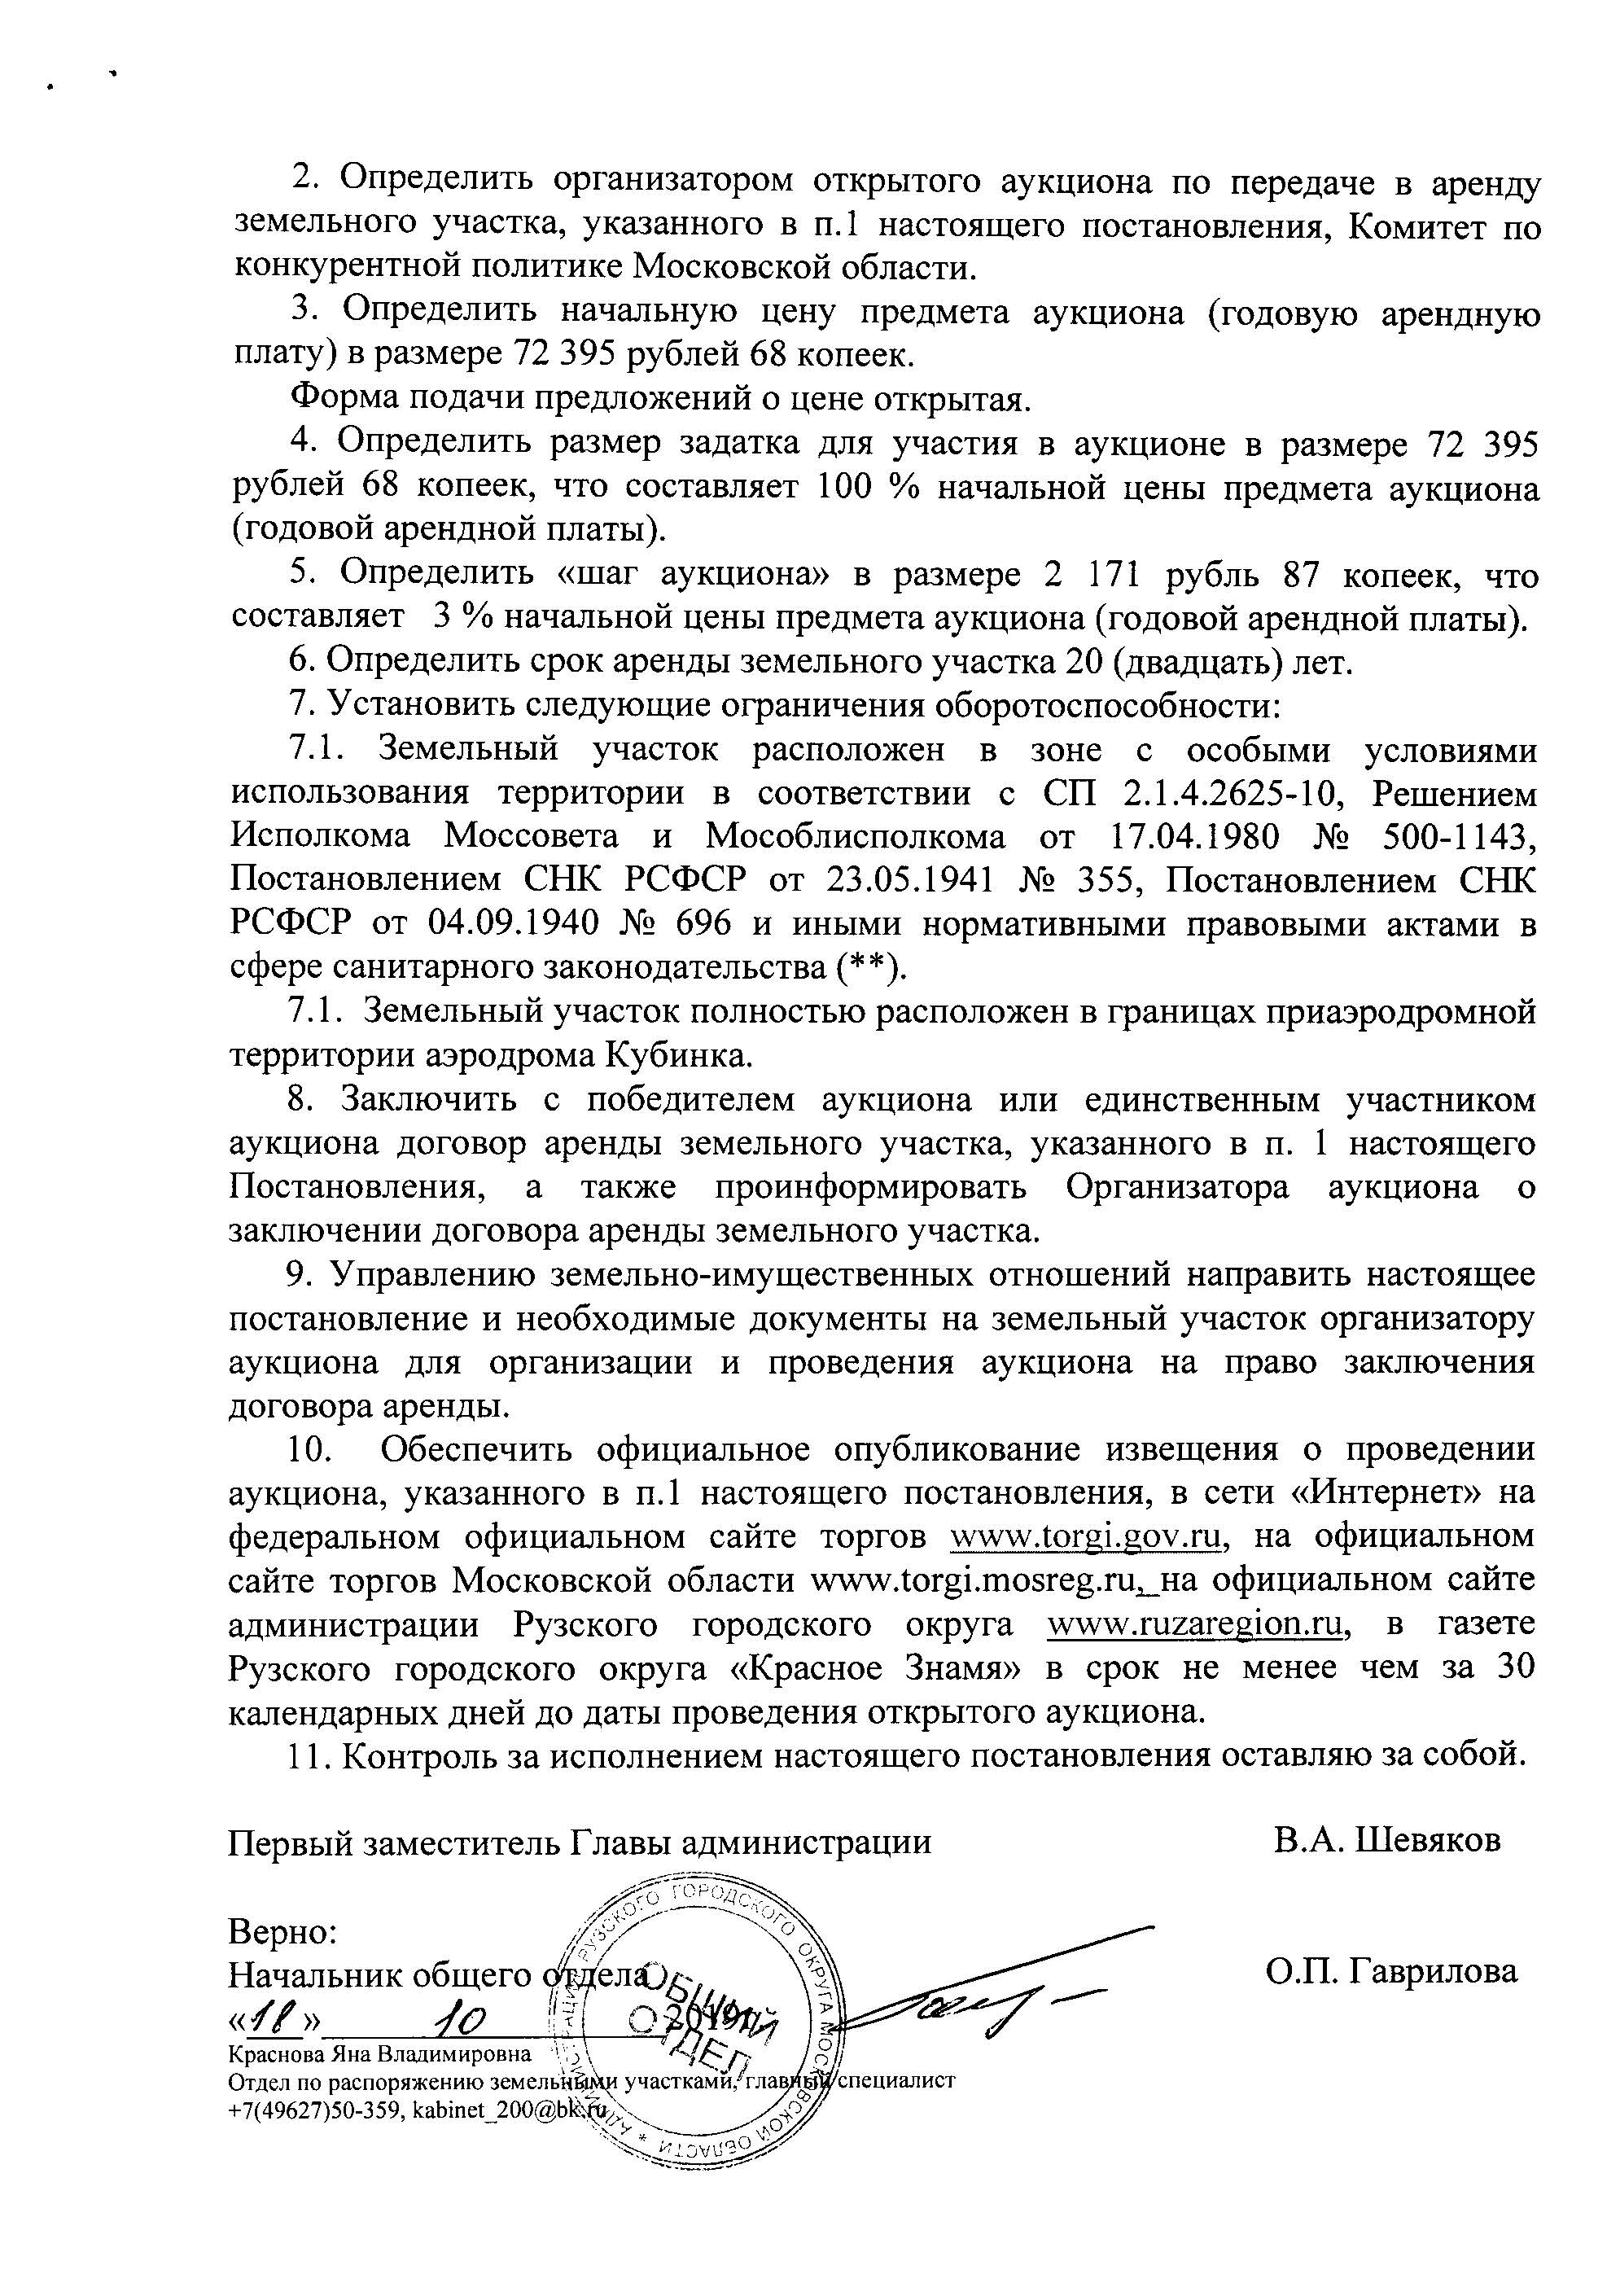 2. Определить организатором открытого аукциона по передаче в аренду
земельного участка, указанного в п.1 настоящего постановления, Комитет по
конкурентной политике Московской области.
3. Определить начальную цену предмета аукциона (годовую арендную
плату) в размере 72 395 рублей 68 копеек.
Форма подачи предложений о цене открытая.
4. Определить размер задатка для участия в аукционе в размере 72 395
рублей 68 копеек, что составляет 100 % начальной цены предмета аукциона
(годовой арендной платы).
5. Определить «шаг аукциона» в размере 2 171 рубль 87 копеек, что
составляет 3 % начальной цены предмета аукциона (годовой арендной платы).
6. Определить срок аренды земельного участка 20 (двадцать) лет.
7. Установить следующие ограничения оборотоспособности:
7.1. Земельный участок расположен в зоне с особыми условиями
использования территории в соответствии с СП 2.1.4.2625-10, Решением
Исполкома Моссовета и Мособлисполкома от 17.04.1980 № 500-1143,
Постановлением СНК РСФСР от 23.05.1941 № 355, Постановлением СНК
РСФСР от 04.09.1940 № 696 и иными нормативными правовыми актами в
сфере санитарного законодательства (**).
7.1. Земельный участок полностью расположен в границах приаэродромной
территории аэродрома Кубинка.
8. Заключить с победителем аукциона или единственным участником
аукциона договор аренды земельного участка, указанного в п. 1 настоящего
Постановления, а также проинформировать Организатора аукциона о
заключении договора аренды земельного участка.
9. Управлению земельно-имущественных отношений направить настоящее
постановление и необходимые документы на земельный участок организатору
аукциона для организации и проведения аукциона на право заключения
договора аренды.
10. Обеспечить официальное опубликование извещения о проведении
аукциона, указанного в п.1 настоящего постановления, в сети «Интернет» на
федеральном официальном сайте торгов www.torgi.gov.ru, на официальном
сайте торгов Московской области www.torgi.mosreg.ru, на официальном сайте
администрации Рузского городского округа www.ruzaregion.ru, в газете
Рузского городского округа «Красное Знамя» в срок не менее чем за 30
календарных дней до даты проведения открытого аукциона.
11. Контроль за исполнением настоящего постановления оставляю за собой.
Первый заместитель Главы администрации В.А. Шевяков
Верно:
Начальник общего отдела О.П. Гаврилова
«18» 10 2019г.
Краснова Яна Владимировна
Отдел по распоряжению земельными участками, главный специалист
+7(49627)50-359, kabinet_200@bk.ru
* АДМИНИСТРАЦИЯ РУЗСКОГО ГОРОДСКОГО ОКРУГА МОСКОВСКОЙ ОБЛАСТИ
ОБЩИЙ
ОТДЕЛ